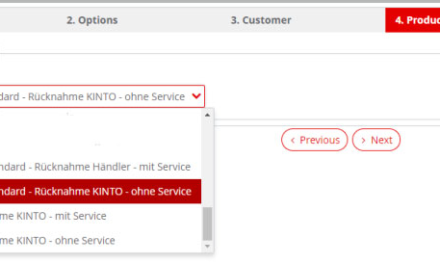 2. Options
3. Customer
4. Produc
dard - Rücknahme KINTO - ohne Service
‹ Previous
› Next
ndard - Rücknahme Händler - mit Service
ndard - Rücknahme KINTO - ohne Service
me KINTO - mit Service
me KINTO - ohne Service